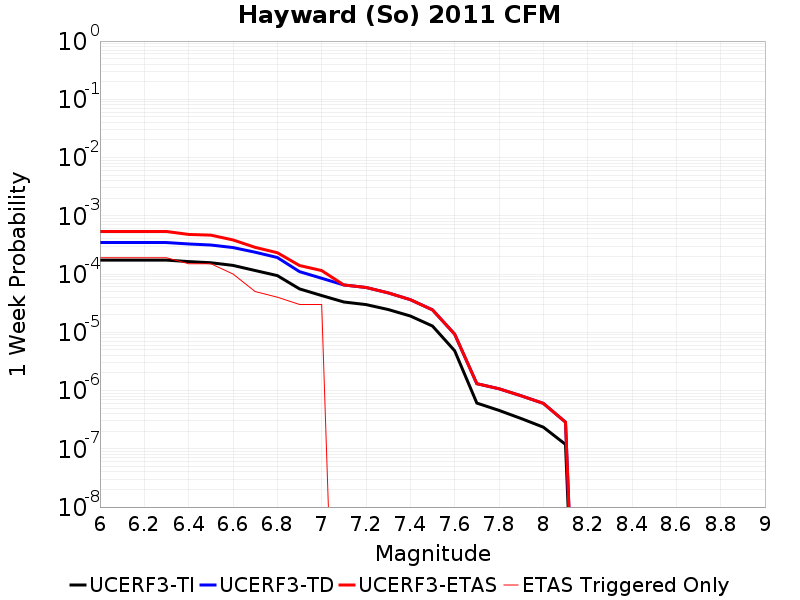 Hayward (So) 2011 CFM
1 Week Probability
10^0
10^-1
10^-2
10^-3
10^-4
10^-5
10^-6
10^-7
10^-8
6 6.2 6.4 6.6 6.8 7 7.2 7.4 7.6 7.8 8 8.2 8.4 8.6 8.8 9
Magnitude
UCERF3-TI UCERF3-TD UCERF3-ETAS ETAS Triggered Only